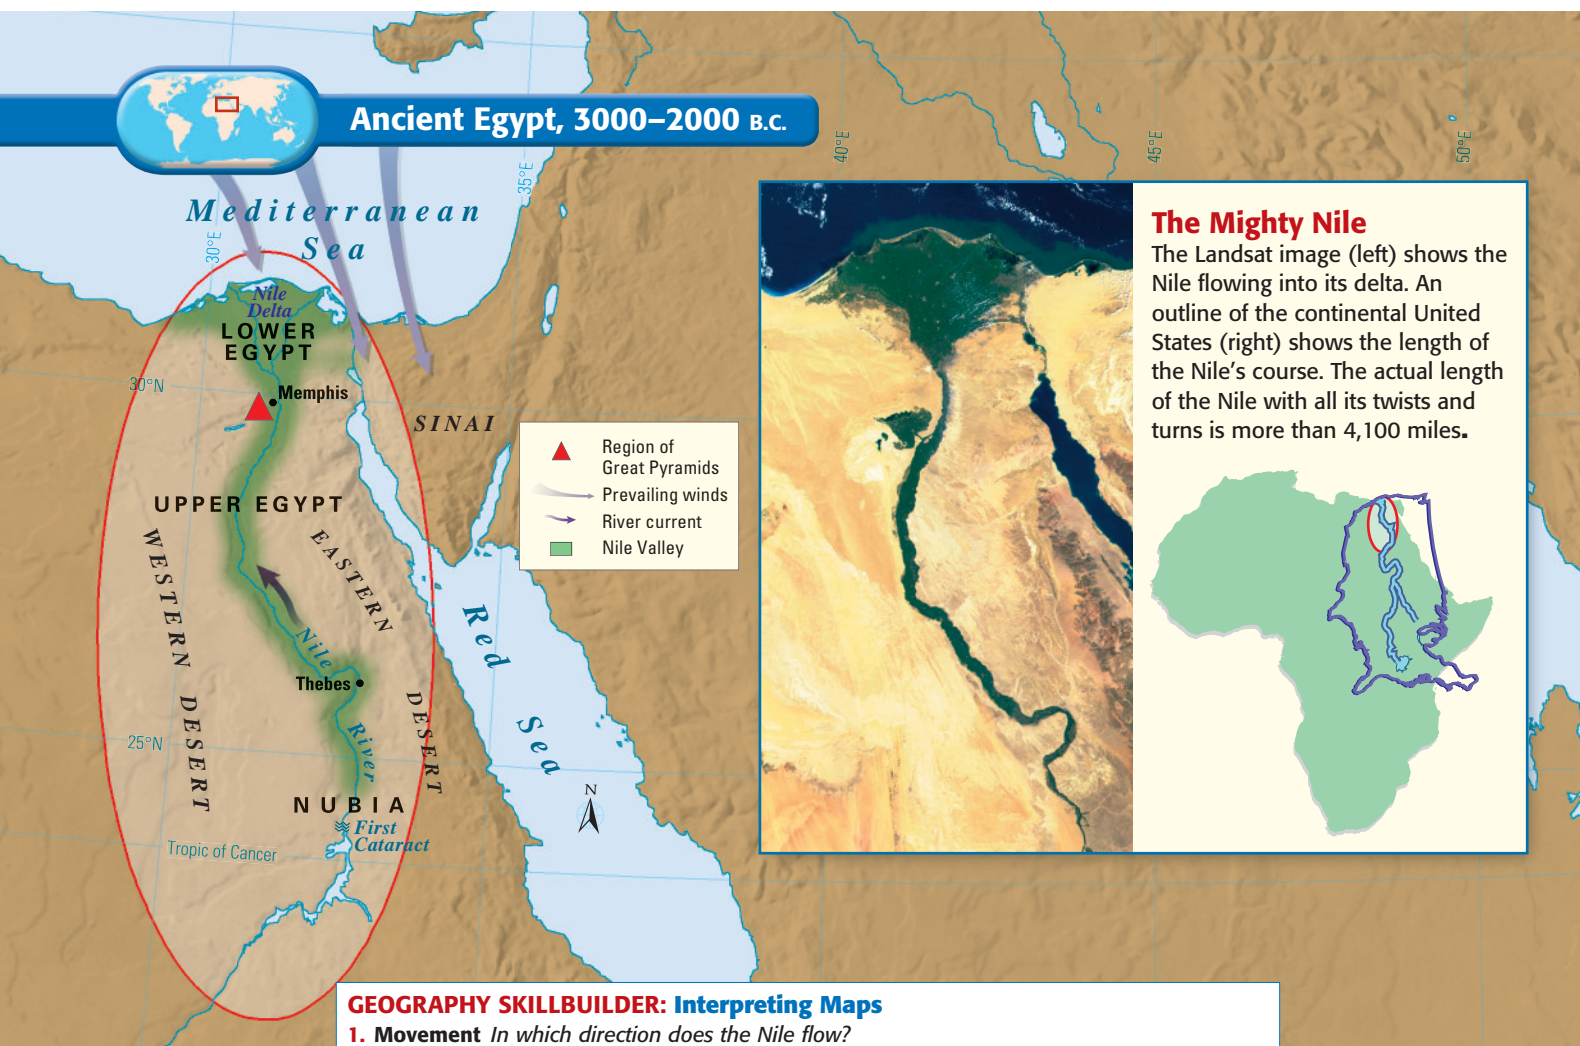 Ancient Egypt, 3000–2000 B.C.
40°E
45°E
50°E
35°E
30°E
Mediterranean
Sea
Nile
Delta
LOWER
EGYPT
30°N
Memphis
SINAI
UPPER EGYPT
WESTERN DESERT
EASTERN DESERT
Nile River
Thebes
Red Sea
25°N
NUBIA
First
Cataract
Tropic of Cancer
N
Region of
Great Pyramids
Prevailing winds
River current
Nile Valley
The Mighty Nile
The Landsat image (left) shows the
Nile flowing into its delta. An
outline of the continental United
States (right) shows the length of
the Nile's course. The actual length
of the Nile with all its twists and
turns is more than 4,100 miles.
GEOGRAPHY SKILLBUILDER: Interpreting Maps
1. Movement In which direction does the Nile flow?